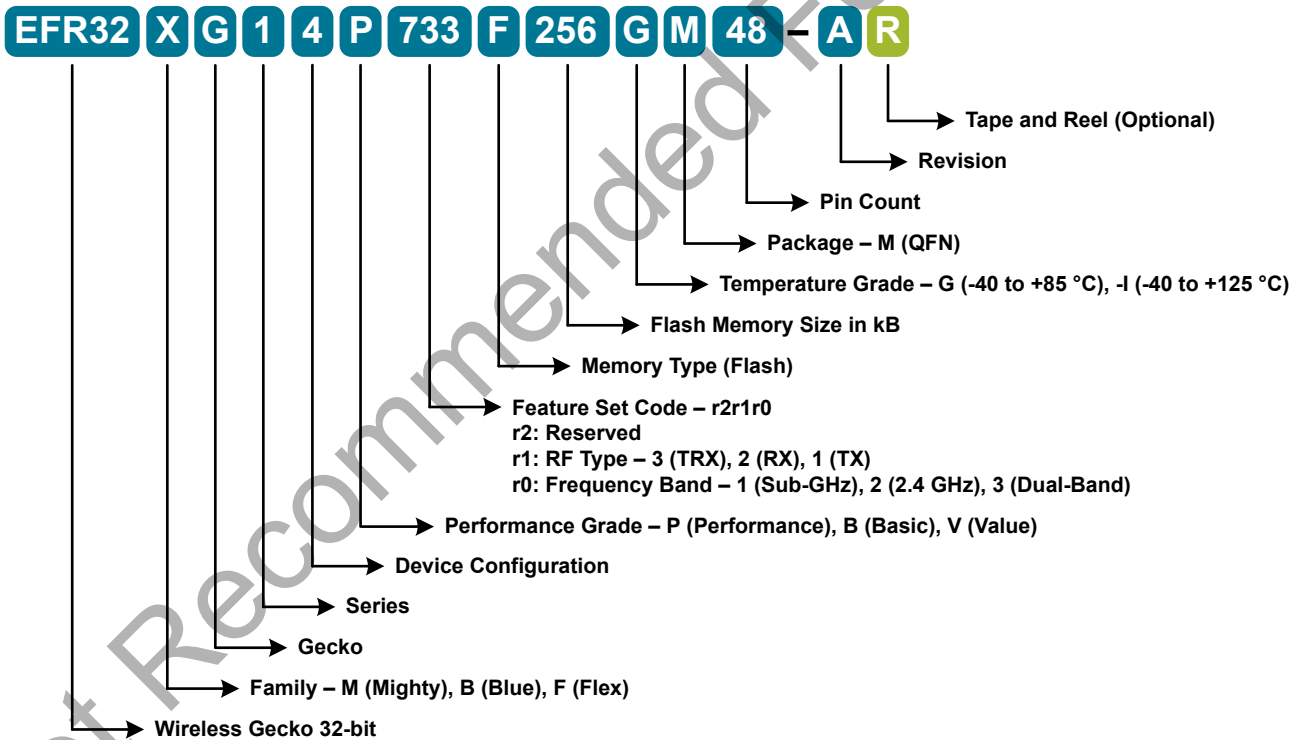 EFR32 X G 1 4 P 733 F 256 G M 48 – A R
Tape and Reel (Optional)
Revision
Pin Count
Package – M (QFN)
Temperature Grade – G (-40 to +85 °C), -I (-40 to +125 °C)
Flash Memory Size in kB
Memory Type (Flash)
Feature Set Code – r2r1r0
r2: Reserved
r1: RF Type – 3 (TRX), 2 (RX), 1 (TX)
r0: Frequency Band – 1 (Sub-GHz), 2 (2.4 GHz), 3 (Dual-Band)
Performance Grade – P (Performance), B (Basic), V (Value)
Device Configuration
Series
Gecko
Family – M (Mighty), B (Blue), F (Flex)
Wireless Gecko 32-bit
Recommended